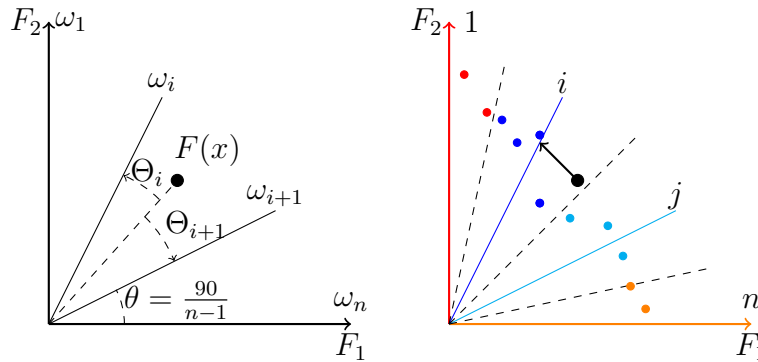 F₂ ω₁
ωᵢ
F(x)
Θᵢ
ωᵢ₊₁
Θᵢ₊₁
θ = 90/(n−1)
ωₙ
F₁
F₂ 1
i
j
n